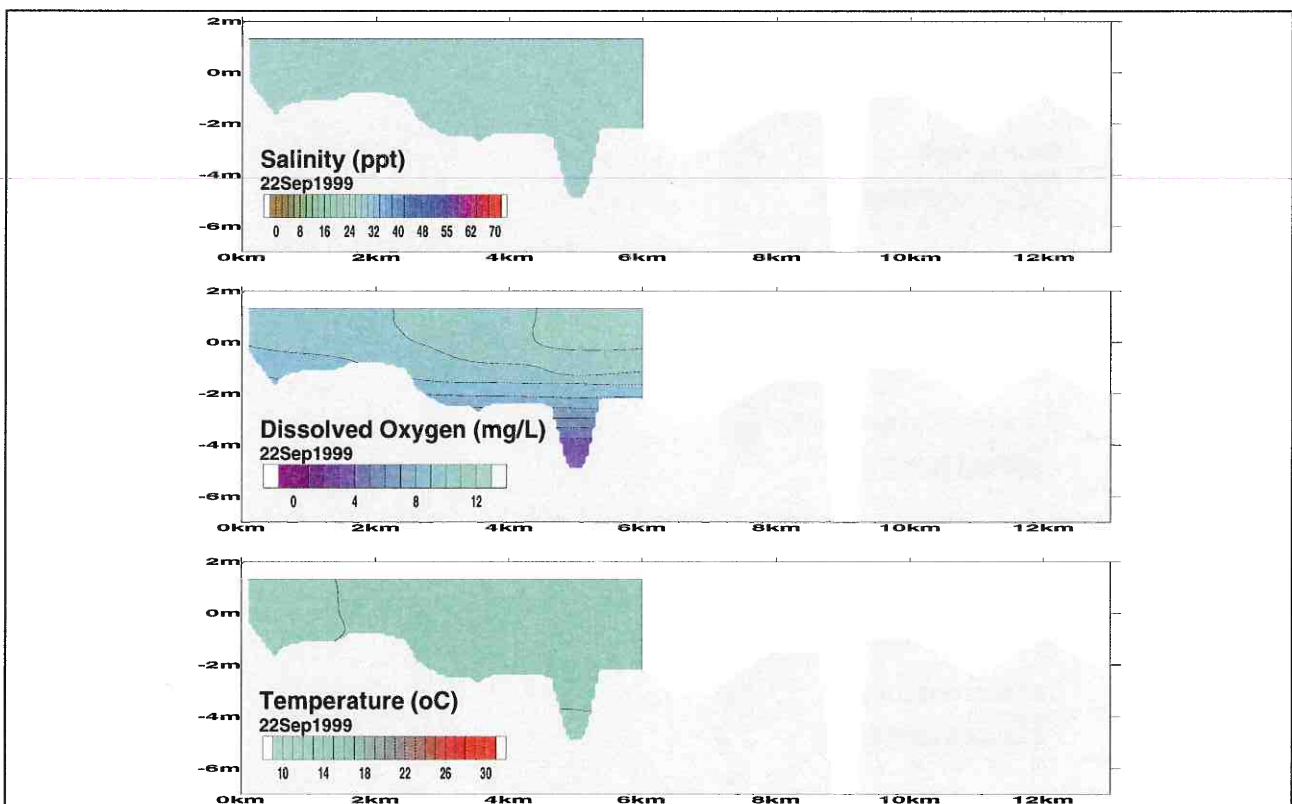 2m
0m
-2m
-4m
-6m
Salinity (ppt)
22Sep1999
0 8 16 24 32 40 48 55 62 70
0km 2km 4km 6km 8km 10km 12km
2m
0m
-2m
-4m
-6m
Dissolved Oxygen (mg/L)
22Sep1999
0 4 8 12
0km 2km 4km 6km 8km 10km 12km
2m
0m
-2m
-4m
-6m
Temperature (oC)
22Sep1999
10 14 18 22 26 30
0km 2km 4km 6km 8km 10km 12km